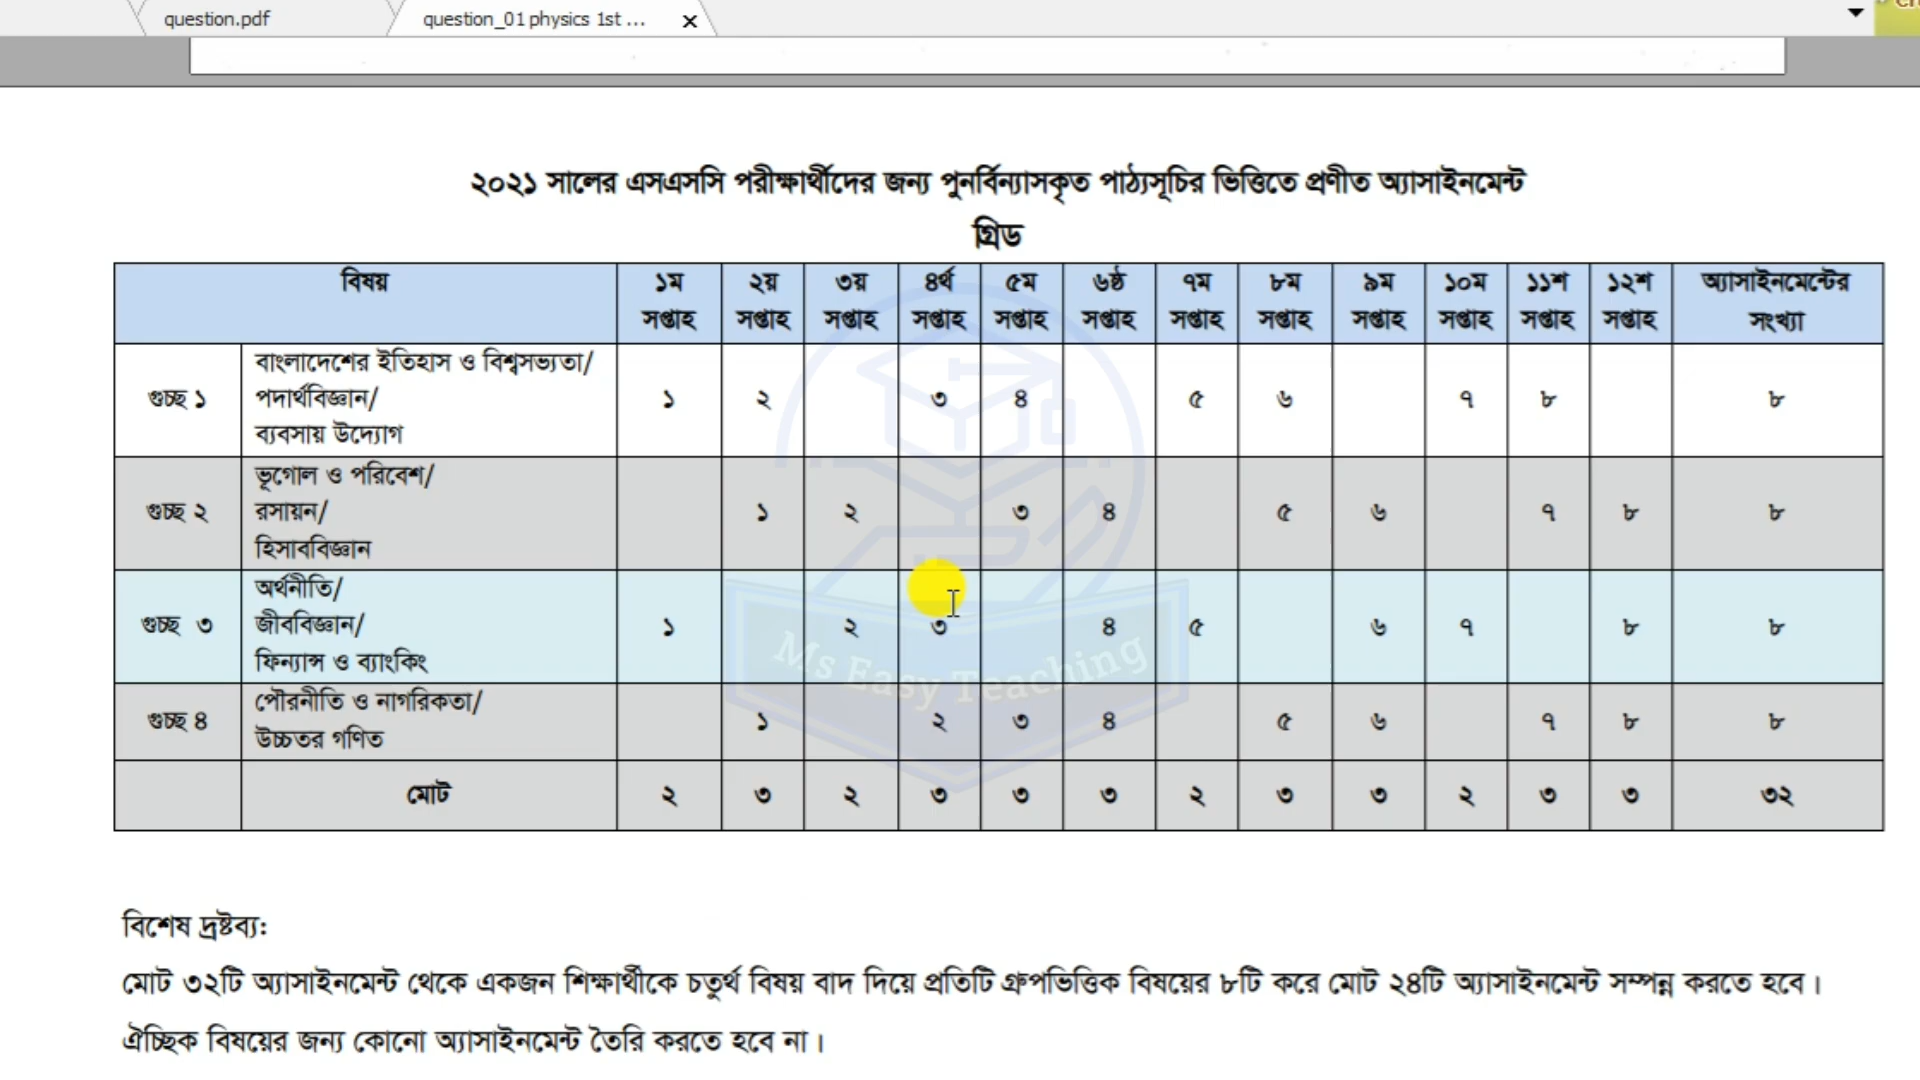 question.pdf
question_01 physics 1st ...
২০২১ সালের এসএসসি পরীক্ষার্থীদের জন্য পুনর্বিন্যাসকৃত পাঠ্যসূচির ভিত্তিতে প্রণীত অ্যাসাইনমেন্ট
গ্রিড
বিষয় ১ম সপ্তাহ ২য় সপ্তাহ ৩য় সপ্তাহ ৪র্থ সপ্তাহ ৫ম সপ্তাহ ৬ষ্ঠ সপ্তাহ ৭ম সপ্তাহ ৮ম সপ্তাহ ৯ম সপ্তাহ ১০ম সপ্তাহ ১১শ সপ্তাহ ১২শ সপ্তাহ অ্যাসাইনমেন্টের সংখ্যা
গুচ্ছ ১
বাংলাদেশের ইতিহাস ও বিশ্বসভ্যতা/
পদার্থবিজ্ঞান/
ব্যবসায় উদ্যোগ
১ ২ ৩ ৪ ৫ ৬ ৭ ৮ ৮
গুচ্ছ ২
ভূগোল ও পরিবেশ/
রসায়ন/
হিসাববিজ্ঞান
১ ২ ৩ ৪ ৫ ৬ ৭ ৮ ৮
গুচ্ছ ৩
অর্থনীতি/
জীববিজ্ঞান/
ফিন্যান্স ও ব্যাংকিং
১ ২ ৩ ৪ ৫ ৬ ৭ ৮ ৮
গুচ্ছ ৪
পৌরনীতি ও নাগরিকতা/
উচ্চতর গণিত
১ ২ ৩ ৪ ৫ ৬ ৭ ৮ ৮
মোট ২ ৩ ২ ৩ ৩ ৩ ২ ৩ ৩ ২ ৩ ৩ ৩২
Ms Easy Teaching
বিশেষ দ্রষ্টব্য:
মোট ৩২টি অ্যাসাইনমেন্ট থেকে একজন শিক্ষার্থীকে চতুর্থ বিষয় বাদ দিয়ে প্রতিটি গ্রুপভিত্তিক বিষয়ের ৮টি করে মোট ২৪টি অ্যাসাইনমেন্ট সম্পন্ন করতে হবে।
ঐচ্ছিক বিষয়ের জন্য কোনো অ্যাসাইনমেন্ট তৈরি করতে হবে না।